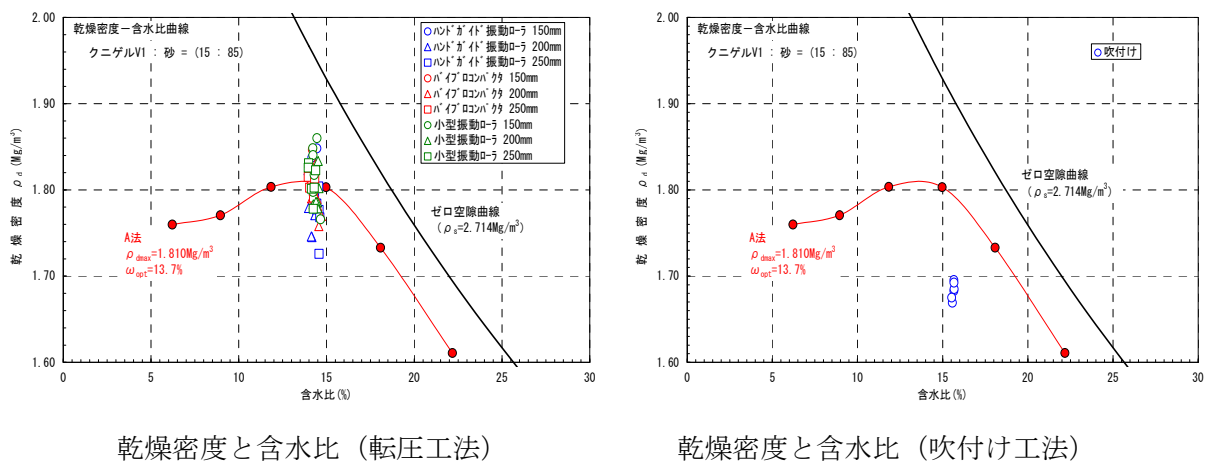 乾燥密度－含水比曲線
クニゲルV1 : 砂 = (15 : 85)
ﾊﾝﾄﾞｶﾞｲﾄﾞ振動ﾛｰﾗ 150mm
ﾊﾝﾄﾞｶﾞｲﾄﾞ振動ﾛｰﾗ 200mm
ﾊﾝﾄﾞｶﾞｲﾄﾞ振動ﾛｰﾗ 250mm
ﾊﾞｲﾌﾞﾛｺﾝﾊﾟｸﾀ 150mm
ﾊﾞｲﾌﾞﾛｺﾝﾊﾟｸﾀ 200mm
ﾊﾞｲﾌﾞﾛｺﾝﾊﾟｸﾀ 250mm
小型振動ﾛｰﾗ 150mm
小型振動ﾛｰﾗ 200mm
小型振動ﾛｰﾗ 250mm
2.00
1.90
1.80
1.70
1.60
乾 燥 密 度 ρd (Mg/m³)
ゼロ空隙曲線
(ρs=2.714Mg/m³)
A法
ρdmax=1.810Mg/m³
ωopt=13.7%
0 5 10 15 20 25 30
含水比(%)
乾燥密度と含水比（転圧工法）
乾燥密度－含水比曲線
クニゲルV1 : 砂 = (15 : 85)
吹付け
2.00
1.90
1.80
1.70
1.60
乾 燥 密 度 ρd (Mg/m³)
ゼロ空隙曲線
(ρs=2.714Mg/m³)
A法
ρdmax=1.810Mg/m³
ωopt=13.7%
0 5 10 15 20 25 30
含水比(%)
乾燥密度と含水比（吹付け工法）